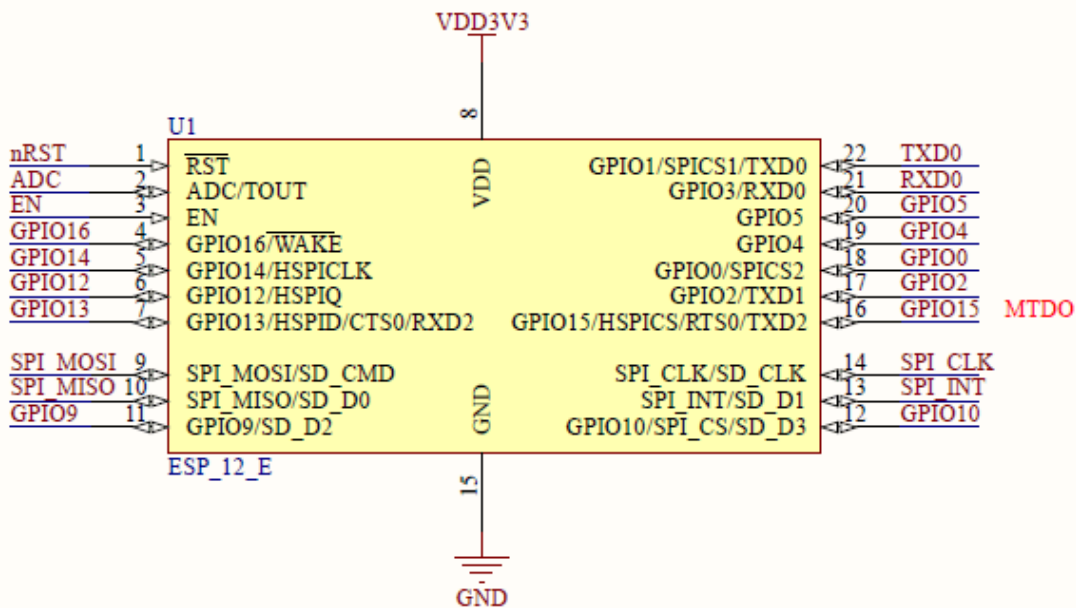 VDD3V3
8
U1
nRST 1 RST GPIO1/SPICS1/TXD0 22 TXD0
ADC 2 ADC/TOUT VDD GPIO3/RXD0 21 RXD0
EN 3 EN GPIO5 20 GPIO5
GPIO16 4 GPIO16/WAKE GPIO4 19 GPIO4
GPIO14 5 GPIO14/HSPICLK GPIO0/SPICS2 18 GPIO0
GPIO12 6 GPIO12/HSPIQ GPIO2/TXD1 17 GPIO2
GPIO13 7 GPIO13/HSPID/CTS0/RXD2 GPIO15/HSPICS/RTS0/TXD2 16 GPIO15 MTDO
SPI_MOSI 9 SPI_MOSI/SD_CMD SPI_CLK/SD_CLK 14 SPI_CLK
SPI_MISO 10 SPI_MISO/SD_D0 GND SPI_INT/SD_D1 13 SPI_INT
GPIO9 11 GPIO9/SD_D2 GPIO10/SPI_CS/SD_D3 12 GPIO10
ESP_12_E
15
GND